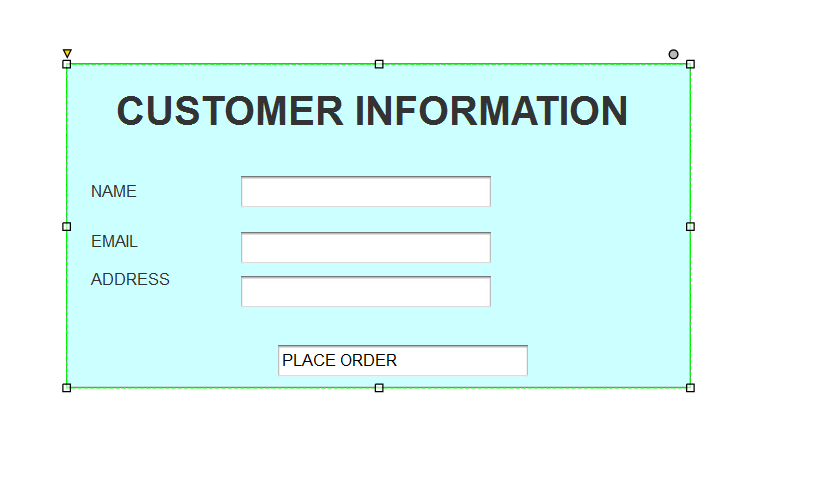 CUSTOMER INFORMATION
NAME
EMAIL
ADDRESS
PLACE ORDER